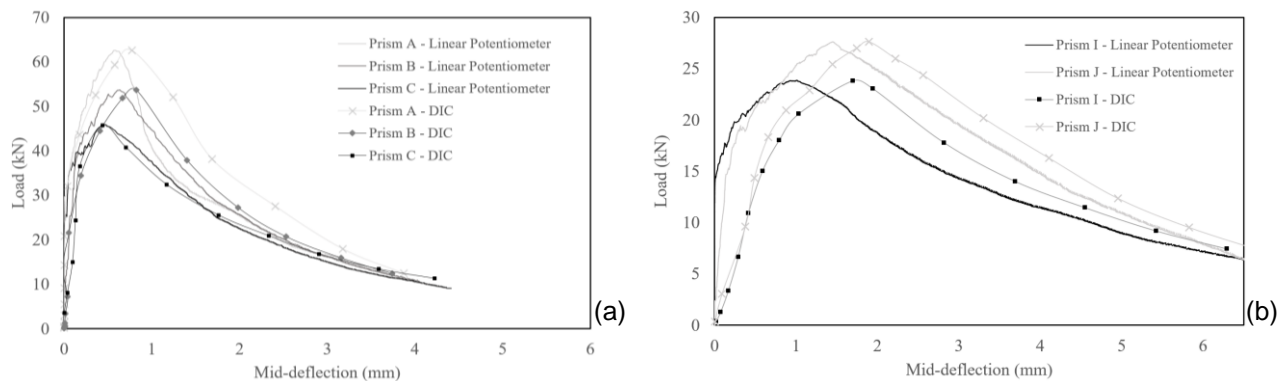 70
60
50
40
30
20
10
0
Load (kN)
0 1 2 3 4 5 6
Mid-deflection (mm)
Prism A - Linear Potentiometer
Prism B - Linear Potentiometer
Prism C - Linear Potentiometer
Prism A - DIC
Prism B - DIC
Prism C - DIC
(a)
30
25
20
15
10
5
0
Load (kN)
0 1 2 3 4 5 6
Mid-deflection (mm)
Prism I - Linear Potentiometer
Prism J - Linear Potentiometer
Prism I - DIC
Prism J - DIC
(b)